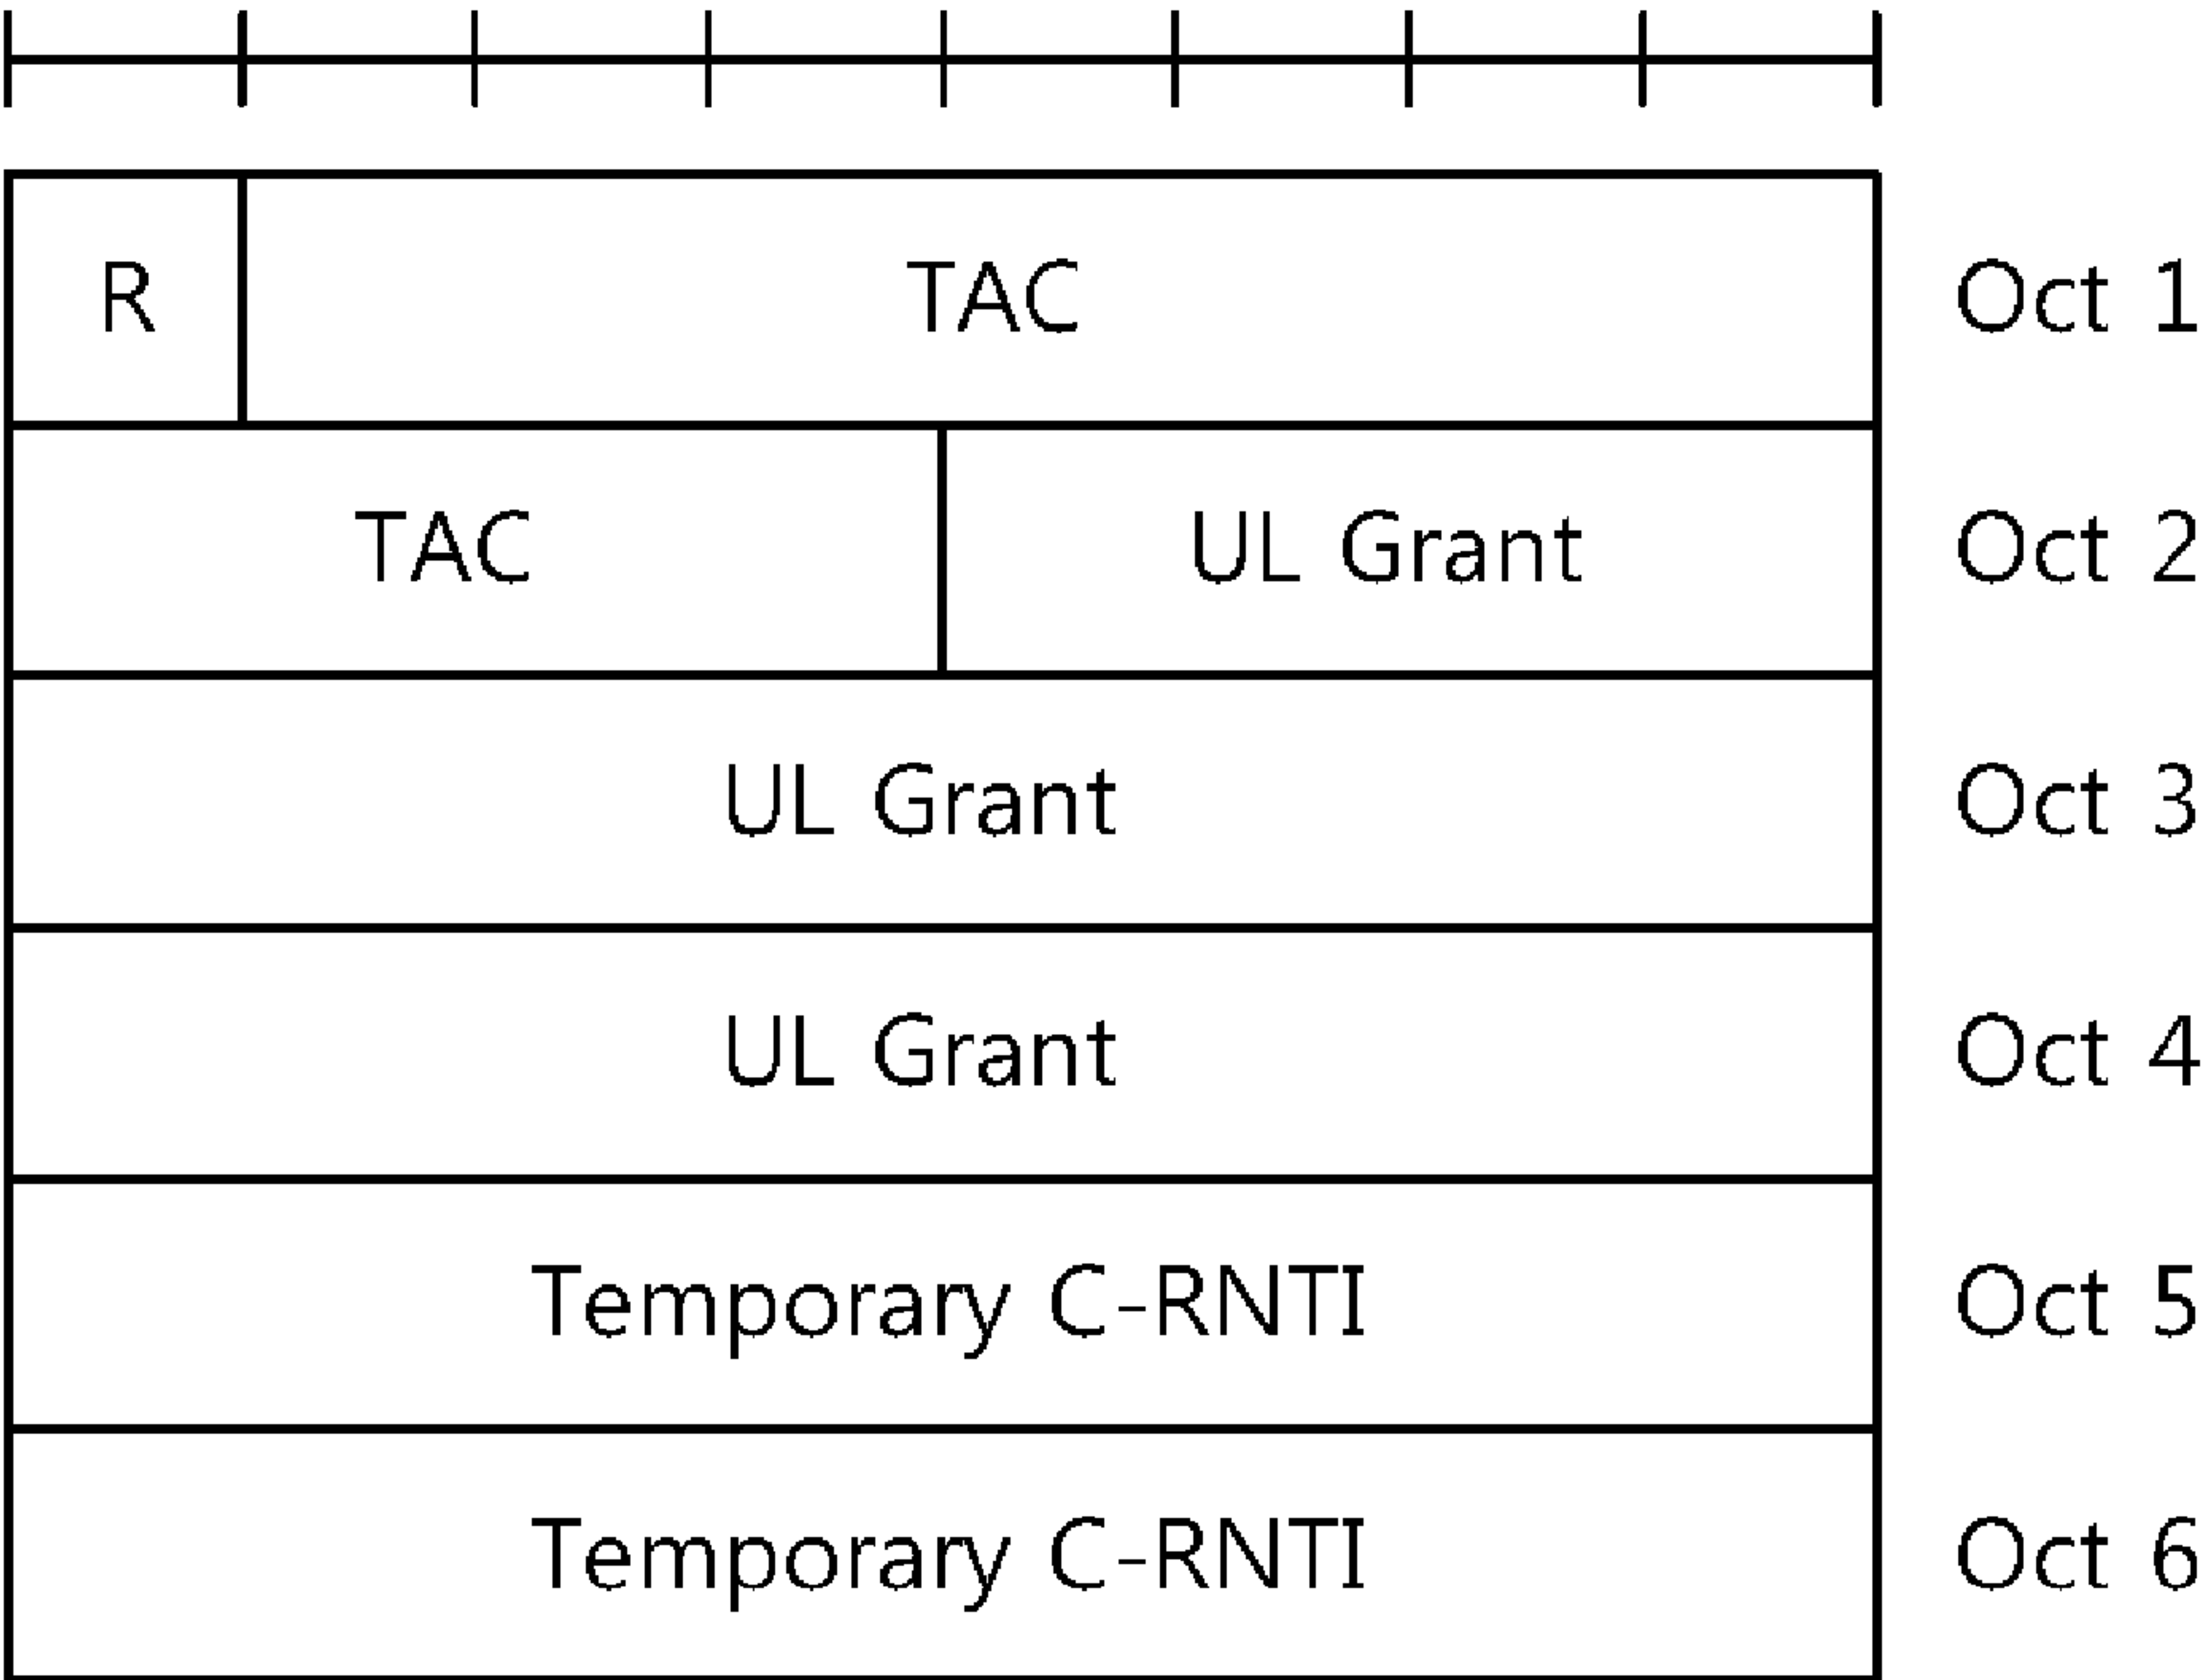 R TAC Oct 1
TAC UL Grant Oct 2
UL Grant Oct 3
UL Grant Oct 4
Temporary C-RNTI Oct 5
Temporary C-RNTI Oct 6